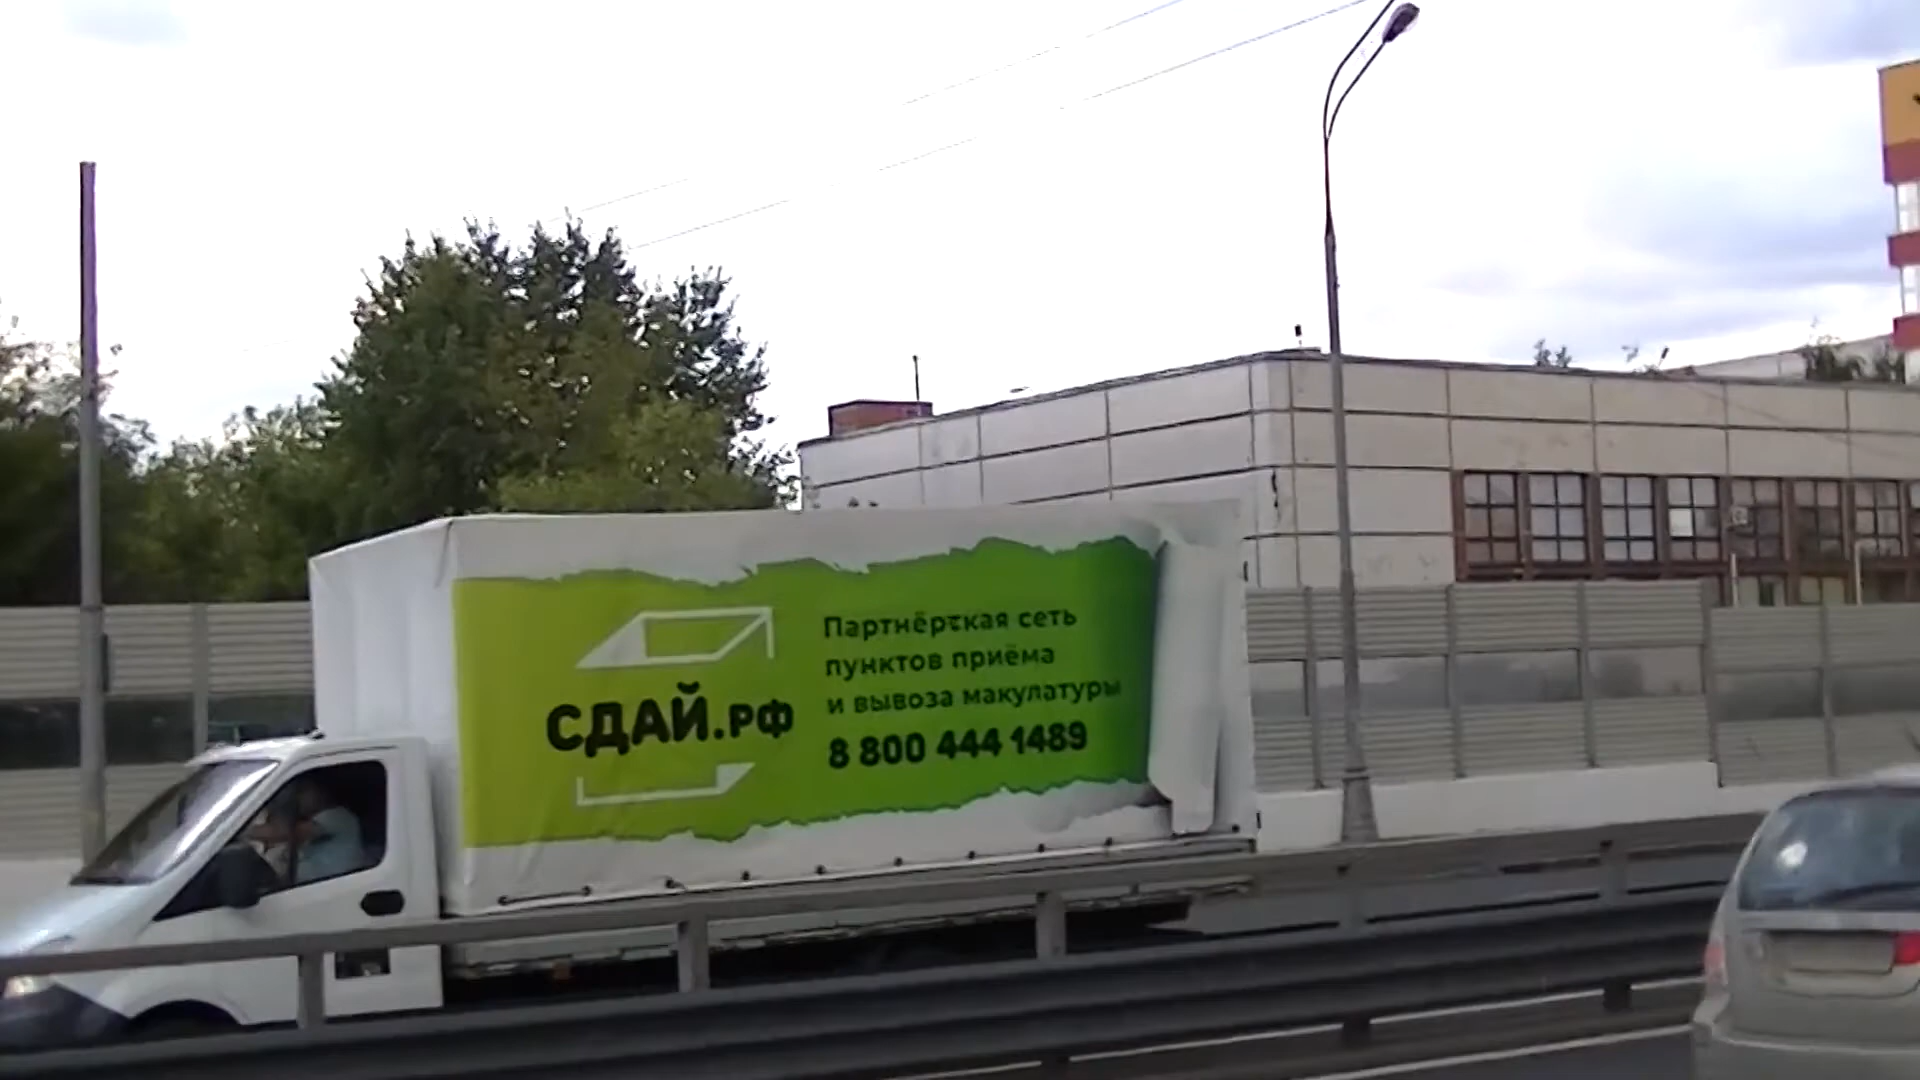 СДАЙ.РФ
Партнёрская сеть
пунктов приёма
и вывоза макулатуры
8 800 444 1489